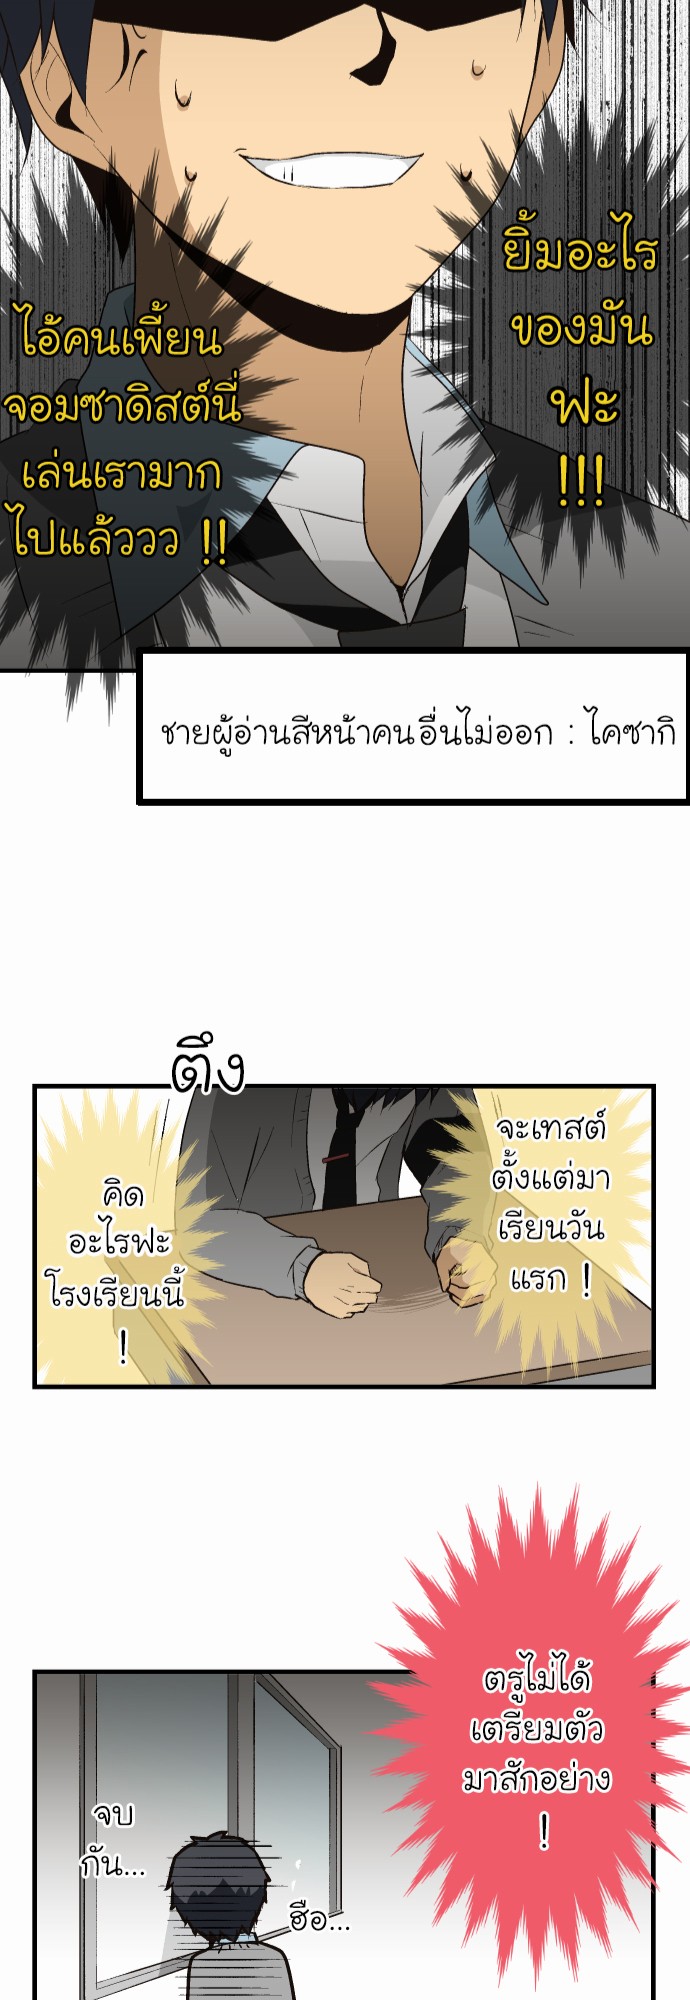 ยิ้มอะไร
ของมัน
ฟะ
!!!
ไอ้คนเพี้ยน
จอมซาดิสต์นี่
เล่นเรามาก
ไปแล้ววว !!
ชายผู้อ่านสีหน้าคนอื่นไม่ออก : ไคซากิ
ตึง
จะเทสต์
ตั้งแต่มา
เรียนวัน
แรก !
คิด
อะไรฟะ
โรงเรียนนี้
!
ตรูไม่ได้
เตรียมตัว
มาสักอย่าง
!
จบ
กัน...
ฮือ...